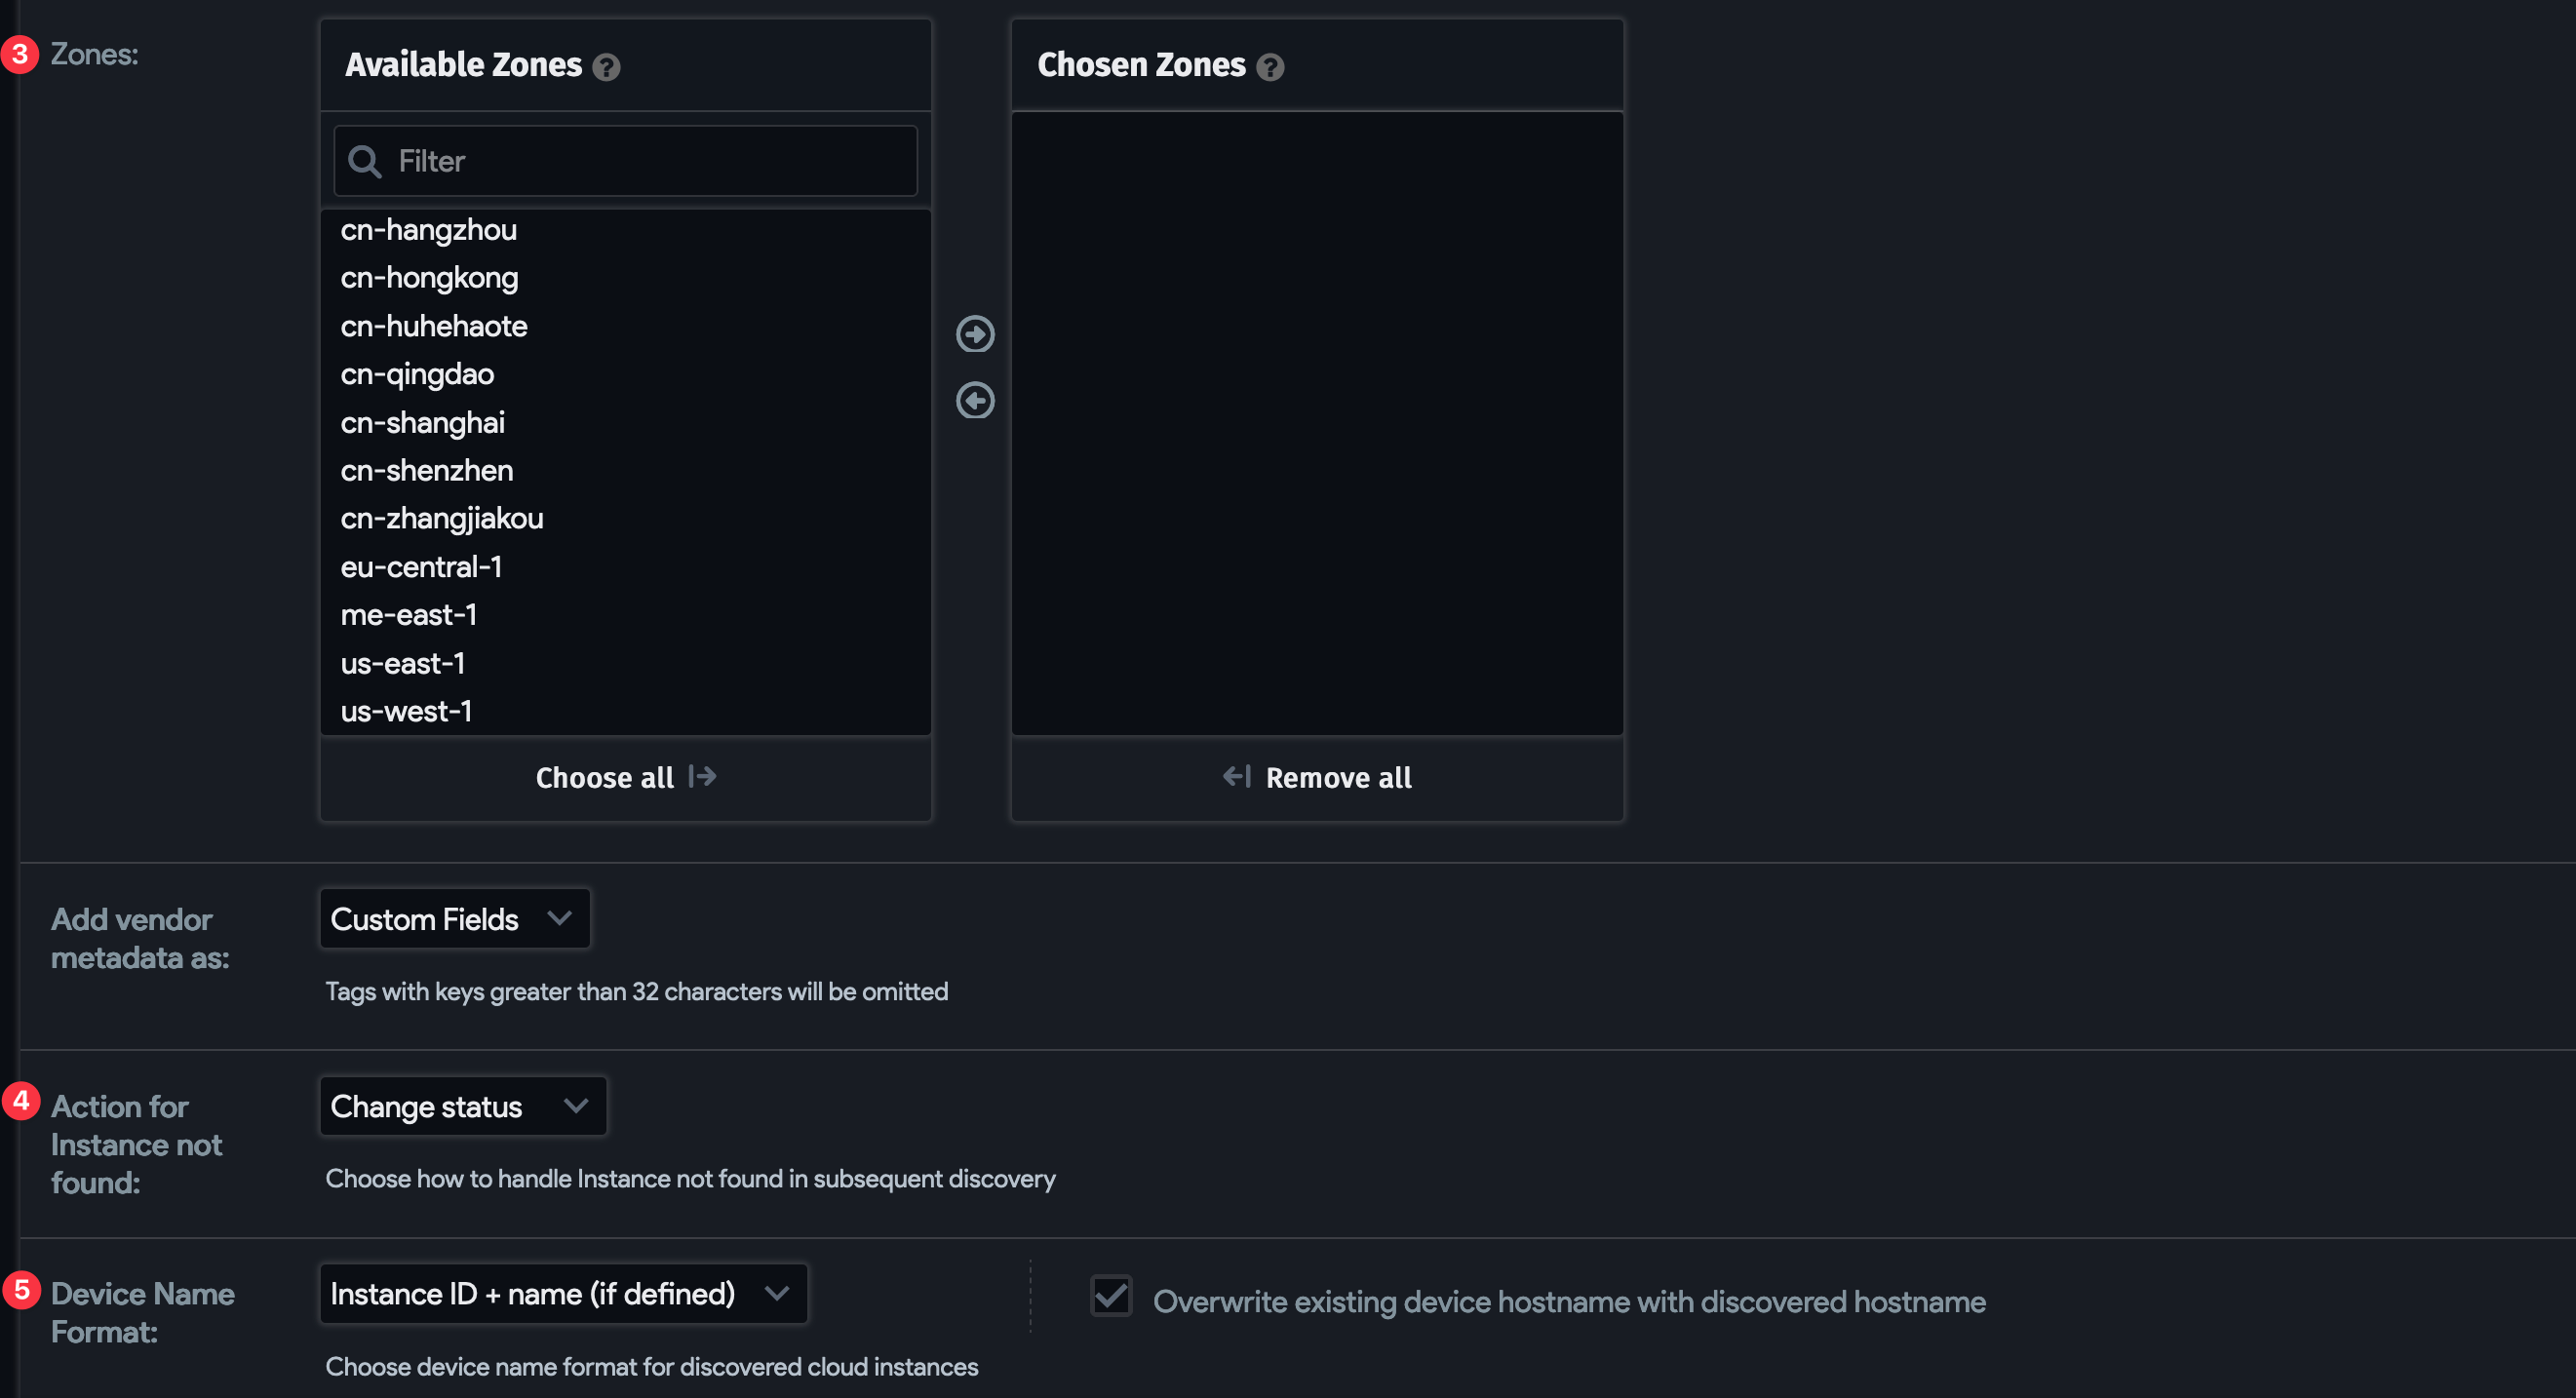 3 Zones:
Available Zones ?
Filter
cn-hangzhou
cn-hongkong
cn-huhehaote
cn-qingdao
cn-shanghai
cn-shenzhen
cn-zhangjiakou
eu-central-1
me-east-1
us-east-1
us-west-1
Choose all
Chosen Zones ?
Remove all
Add vendor
metadata as:
Custom Fields
Tags with keys greater than 32 characters will be omitted
4 Action for
Instance not
found:
Change status
Choose how to handle Instance not found in subsequent discovery
5 Device Name
Format:
Instance ID + name (if defined)
Overwrite existing device hostname with discovered hostname
Choose device name format for discovered cloud instances